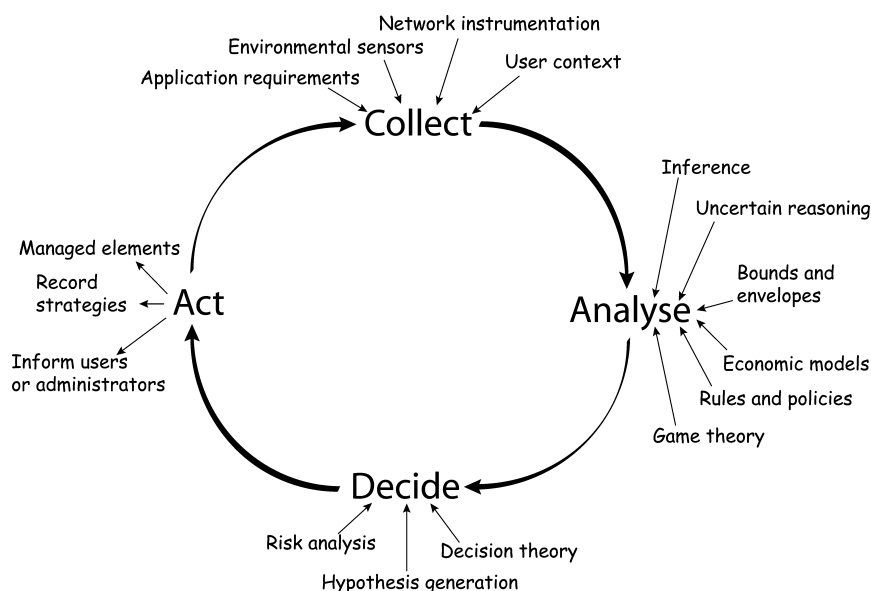 Network instrumentation
Environmental sensors
User context
Application requirements
Collect
Inference
Uncertain reasoning
Managed elements
Bounds and
envelopes
Record
strategies
Act
Analyse
Inform users
or administrators
Economic models
Rules and policies
Game theory
Decide
Risk analysis
Decision theory
Hypothesis generation